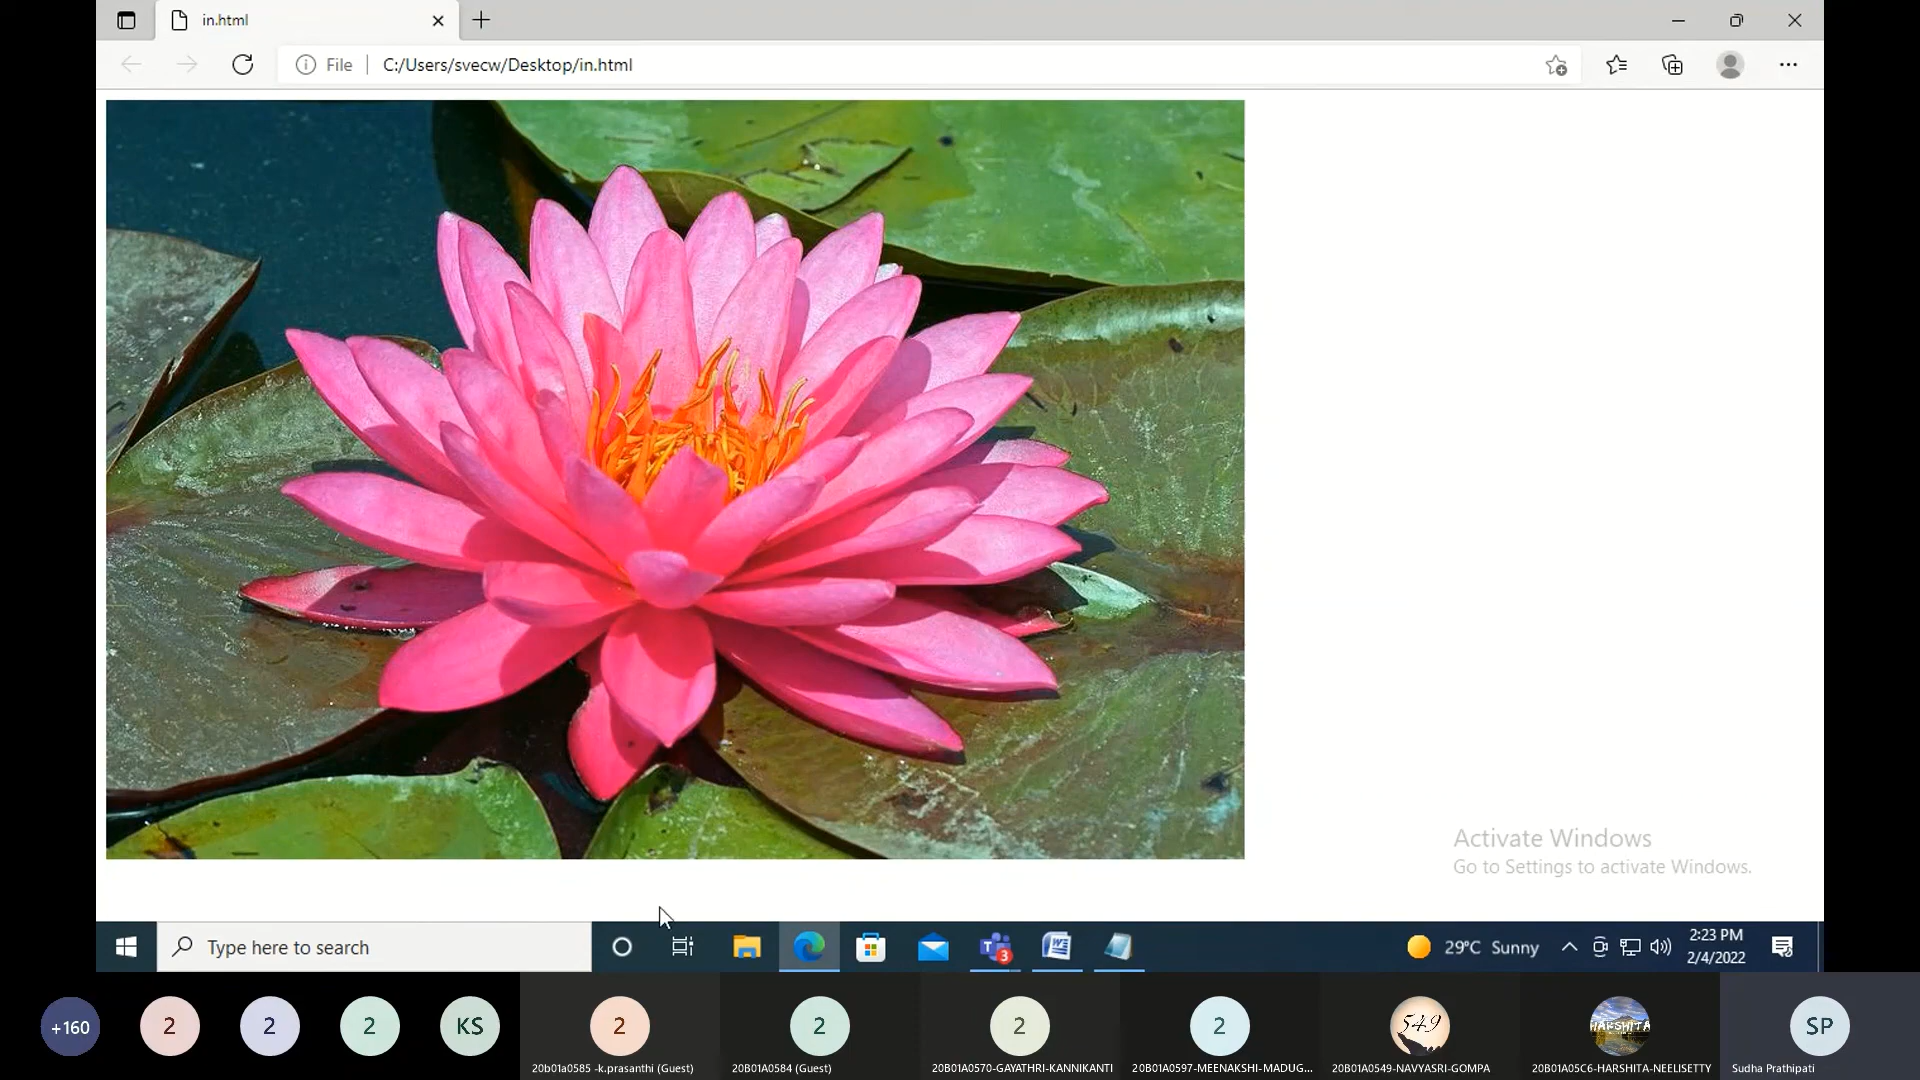 in.html
File
C:/Users/svecw/Desktop/in.html
Activate Windows
Go to Settings to activate Windows.
Type here to search
3
29°C Sunny
2:23 PM
2/4/2022
+160
2
2
2
KS
2
2
2
2
549
HARSHITA
SP
20b01a0585 -k.prasanthi (Guest)
20B01A0584 (Guest)
20B01A0570-GAYATHRI-KANNIKANTI
20B01A0597-MEENAKSHI-MADUG...
20B01A0549-NAVYASRI-GOMPA
20B01A05C6-HARSHITA-NEELISETTY
Sudha Prathipati